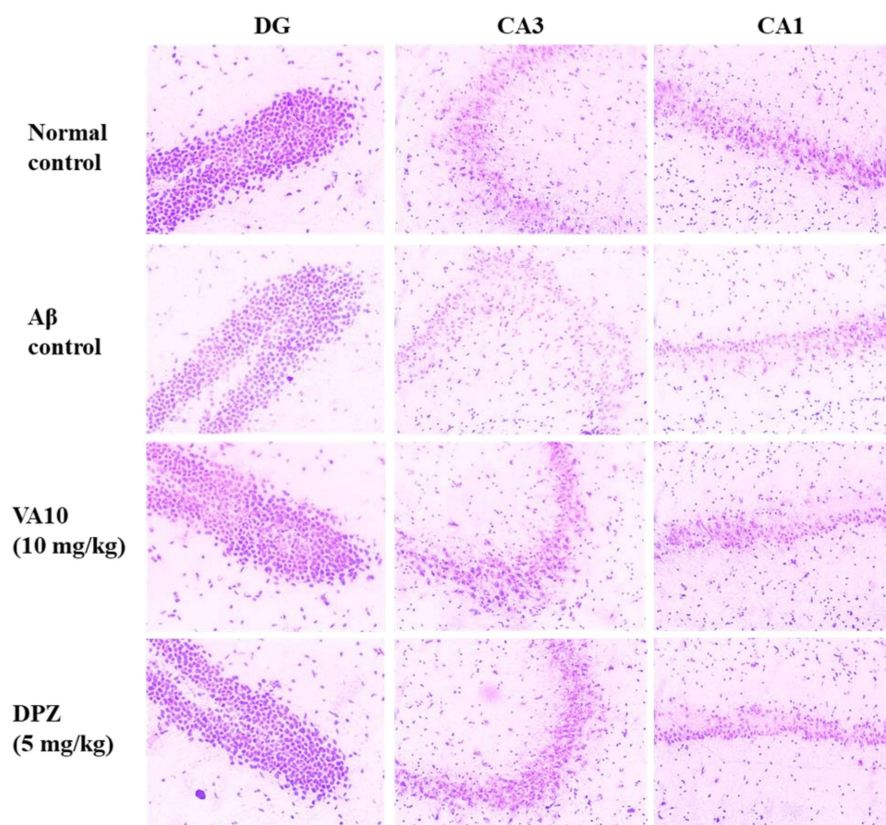 DG CA3 CA1
Normal
control
Aβ
control
VA10
(10 mg/kg)
DPZ
(5 mg/kg)